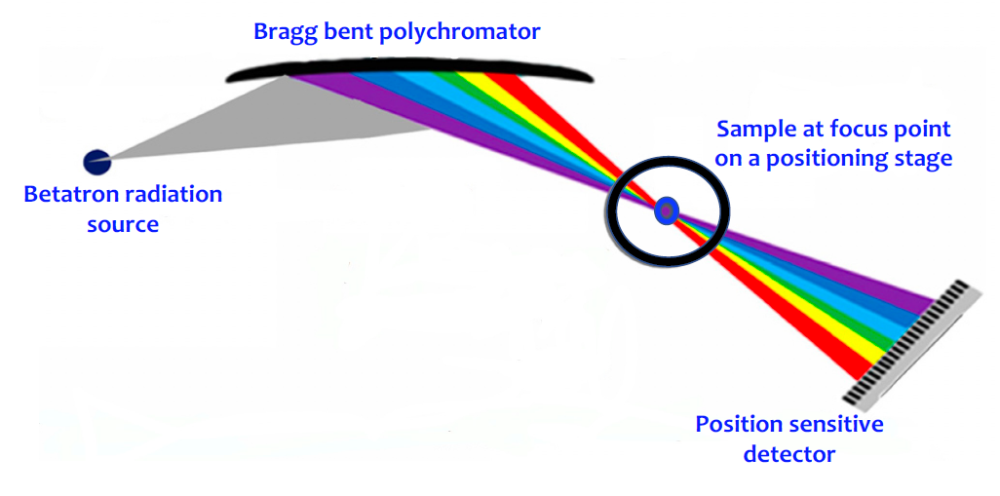 Bragg bent polychromator
Sample at focus point
on a positioning stage
Betatron radiation
source
Position sensitive
detector